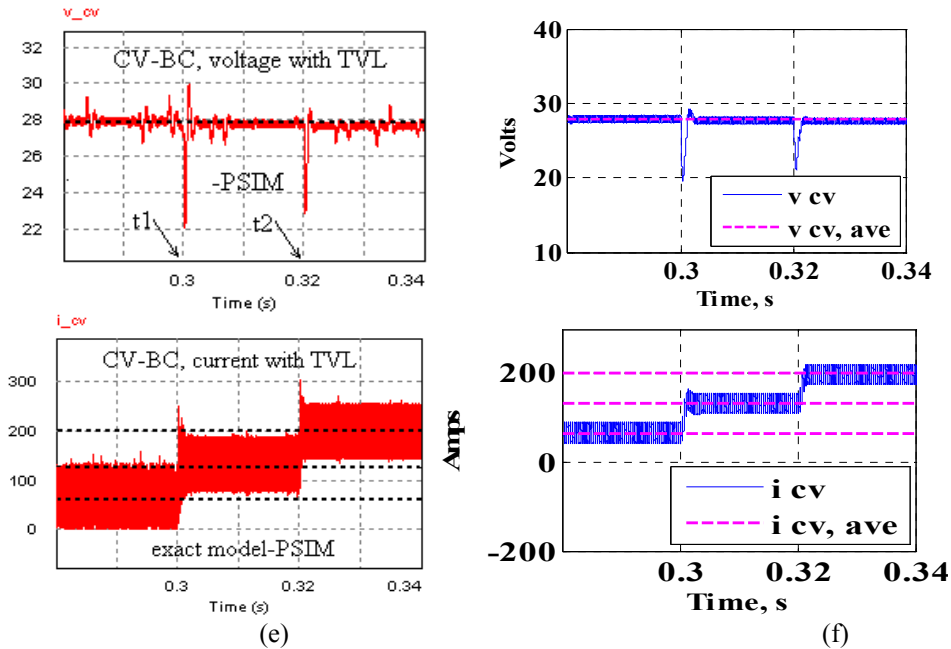 v_cv
32
30
28
26
24
22
CV-BC, voltage with TVL
-PSIM
t1
t2
0.3
0.32
0.34
Time (s)
40
30
20
10
Volts
v cv
v cv, ave
0.3
0.32
0.34
Time, s
i_cv
300
200
100
0
CV-BC, current with TVL
exact model-PSIM
0.3
0.32
0.34
Time (s)
(e)
200
0
-200
Amps
i cv
i cv, ave
0.3
0.32
0.34
Time, s
(f)